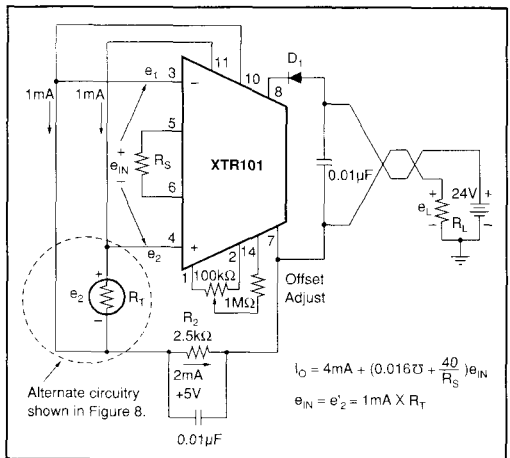 11
D1
10
3
e1
8
−
1mA
1mA
+
eIN
−
5
RS
6
XTR101
0.01µF
+
eL
−
RL
24V
+
−
4
+
e2
14
7
2
1
100kΩ
1MΩ
Offset
Adjust
+
e2
−
RT
R2
2.5kΩ
2mA
+5V
0.01µF
Alternate circuitry
shown in Figure 8.
iO = 4mA + (0.016℧ + 40/RS)eIN
eIN = e'2 = 1mA X RT